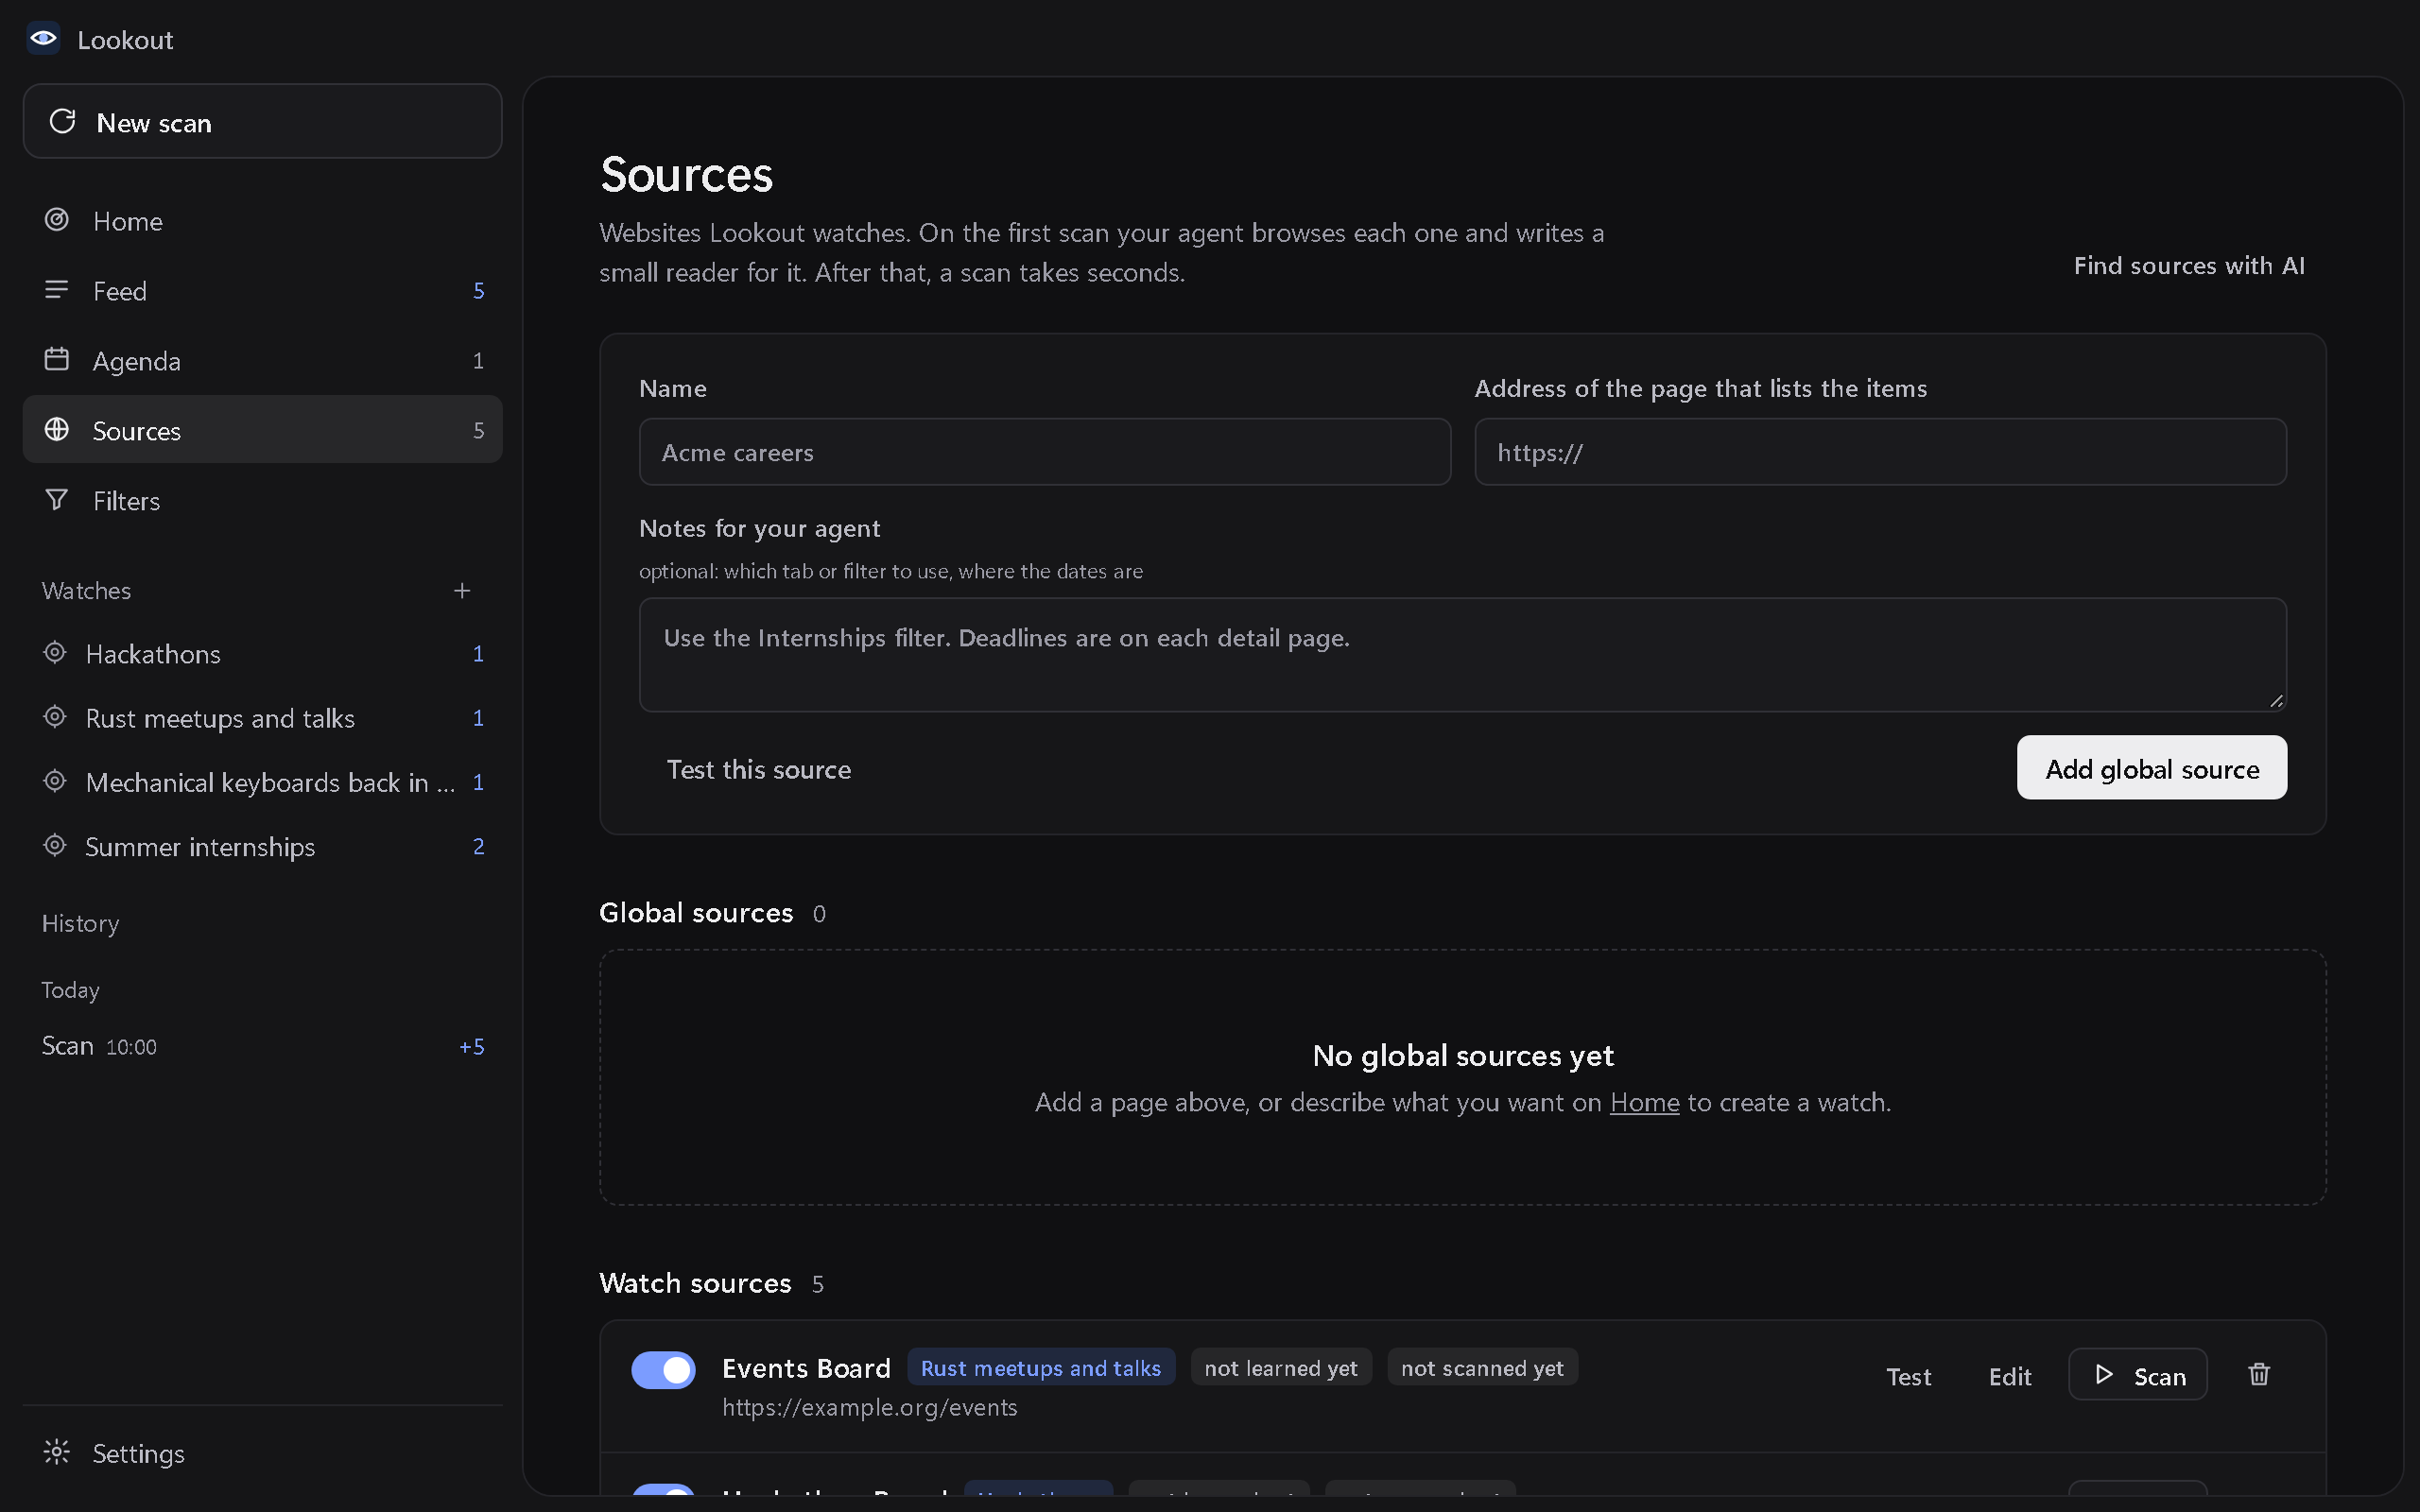 Lookout
New scan
Home
Feed 5
Agenda 1
Sources 5
Filters
Watches +
Hackathons 1
Rust meetups and talks 1
Mechanical keyboards back in ... 1
Summer internships 2
History
Today
Scan 10:00 +5
Settings
Sources
Websites Lookout watches. On the first scan your agent browses each one and writes a
small reader for it. After that, a scan takes seconds.
Find sources with AI
Name
Acme careers
Address of the page that lists the items
https://
Notes for your agent
optional: which tab or filter to use, where the dates are
Use the Internships filter. Deadlines are on each detail page.
Test this source
Add global source
Global sources 0
No global sources yet
Add a page above, or describe what you want on Home to create a watch.
Watch sources 5
Events Board Rust meetups and talks not learned yet not scanned yet
https://example.org/events
Test Edit Scan